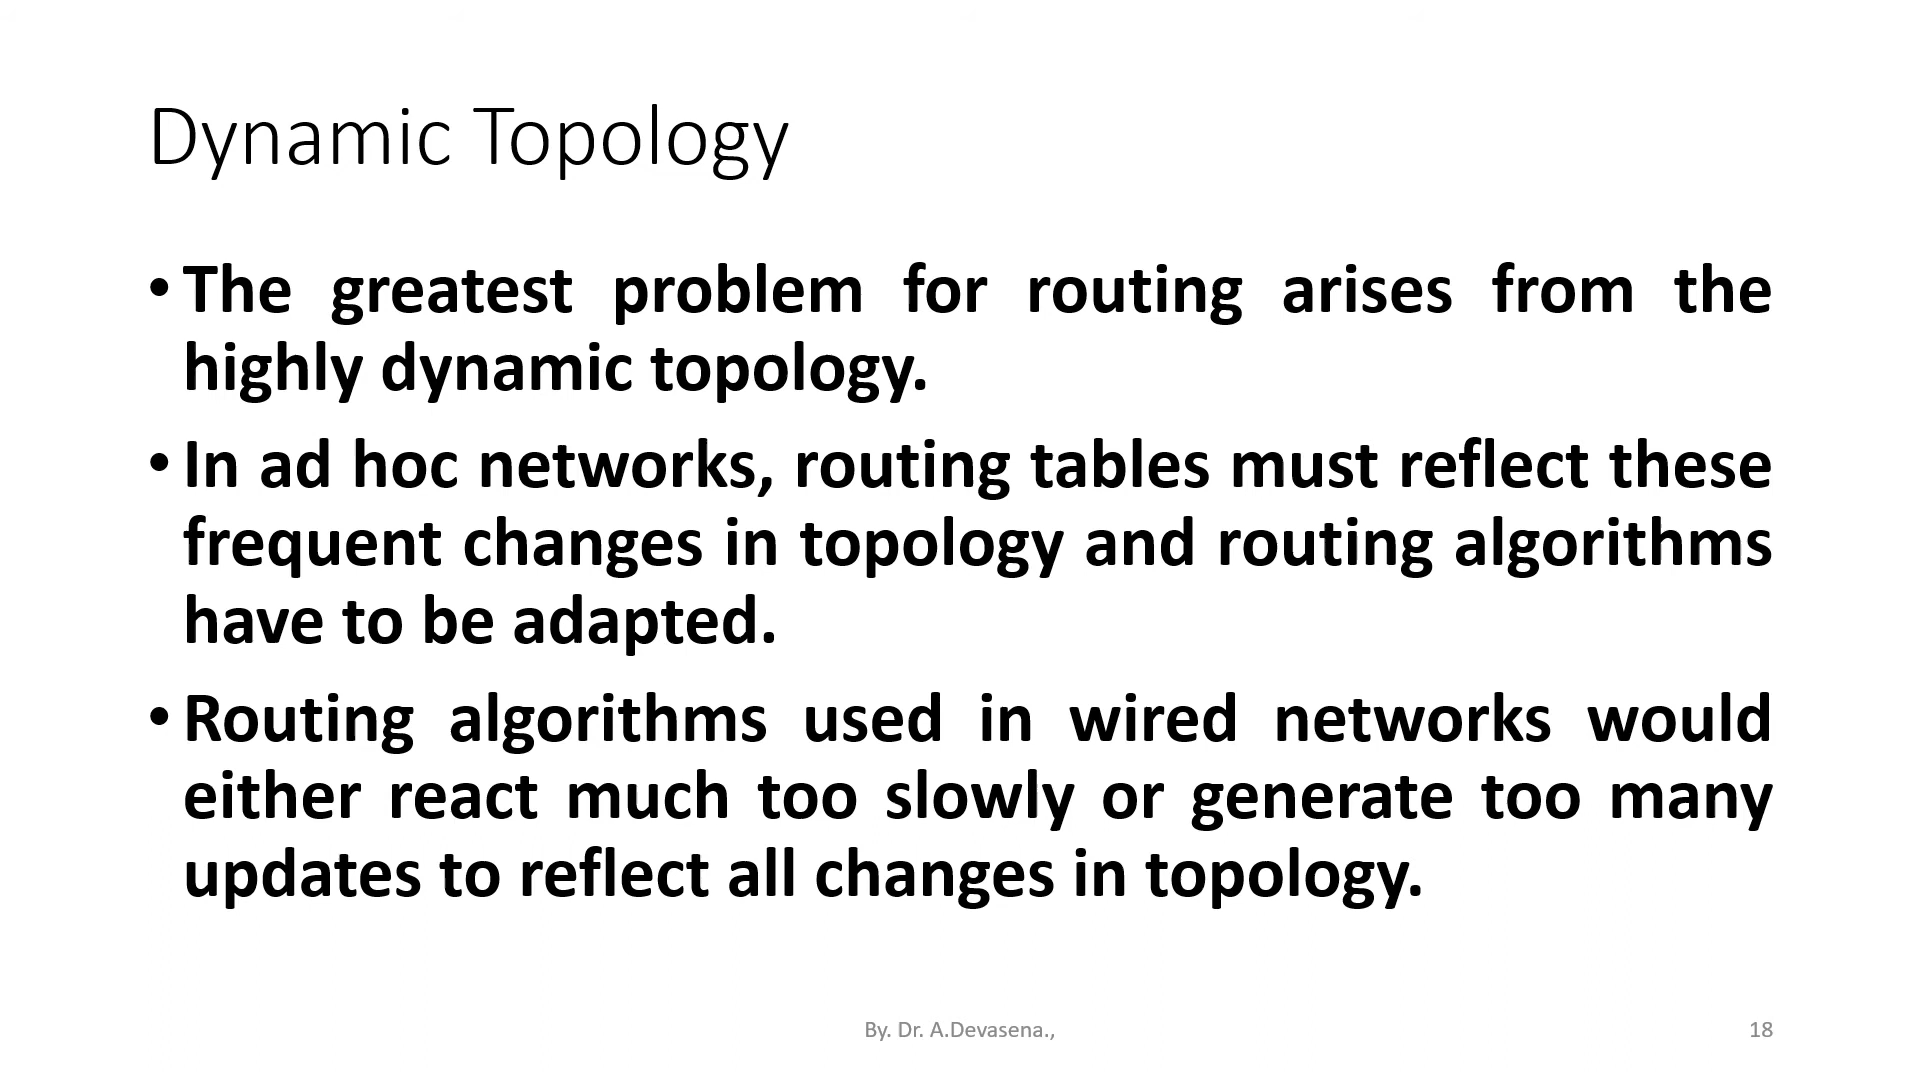 Dynamic Topology
• The greatest problem for routing arises from the
highly dynamic topology.
• In ad hoc networks, routing tables must reflect these
frequent changes in topology and routing algorithms
have to be adapted.
• Routing algorithms used in wired networks would
either react much too slowly or generate too many
updates to reflect all changes in topology.
By. Dr. A.Devasena.,
18